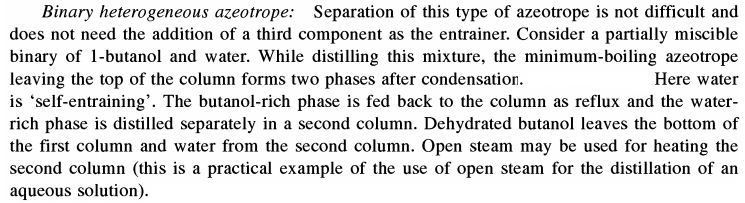 Binary heterogeneous azeotrope: Separation of this type of azeotrope is not difficult and
does not need the addition of a third component as the entrainer. Consider a partially miscible
binary of 1-butanol and water. While distilling this mixture, the minimum-boiling azeotrope
leaving the top of the column forms two phases after condensation. Here water
is ‘self-entraining’. The butanol-rich phase is fed back to the column as reflux and the water-
rich phase is distilled separately in a second column. Dehydrated butanol leaves the bottom of
the first column and water from the second column. Open steam may be used for heating the
second column (this is a practical example of the use of open steam for the distillation of an
aqueous solution).